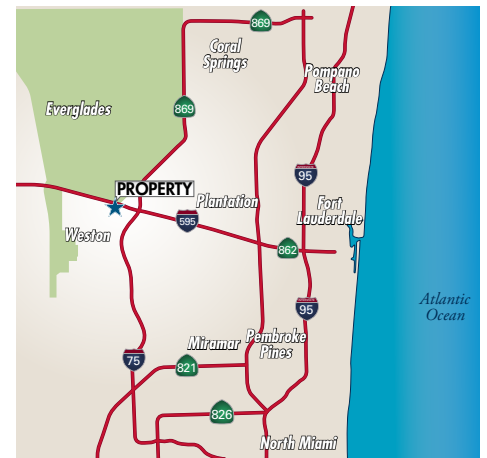 869
Coral
Springs
Pompano
Beach
Everglades
869
95
PROPERTY
Plantation
Fort
Lauderdale
595
Weston
862
Atlantic
Ocean
95
Miramar
Pembroke
Pines
75
821
826
North Miami